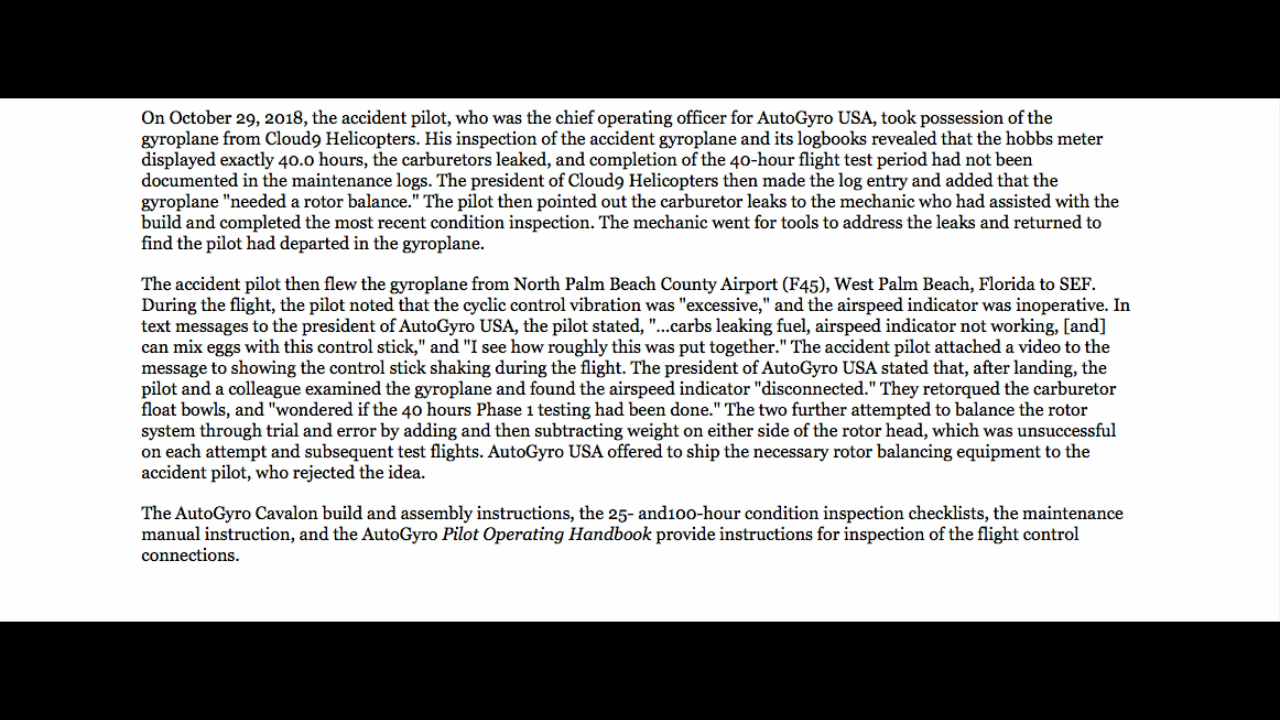 On October 29, 2018, the accident pilot, who was the chief operating officer for AutoGyro USA, took possession of the
gyroplane from Cloud9 Helicopters. His inspection of the accident gyroplane and its logbooks revealed that the hobbs meter
displayed exactly 40.0 hours, the carburetors leaked, and completion of the 40-hour flight test period had not been
documented in the maintenance logs. The president of Cloud9 Helicopters then made the log entry and added that the
gyroplane "needed a rotor balance." The pilot then pointed out the carburetor leaks to the mechanic who had assisted with the
build and completed the most recent condition inspection. The mechanic went for tools to address the leaks and returned to
find the pilot had departed in the gyroplane.
The accident pilot then flew the gyroplane from North Palm Beach County Airport (F45), West Palm Beach, Florida to SEF.
During the flight, the pilot noted that the cyclic control vibration was "excessive," and the airspeed indicator was inoperative. In
text messages to the president of AutoGyro USA, the pilot stated, "...carbs leaking fuel, airspeed indicator not working, [and]
can mix eggs with this control stick," and "I see how roughly this was put together." The accident pilot attached a video to the
message to showing the control stick shaking during the flight. The president of AutoGyro USA stated that, after landing, the
pilot and a colleague examined the gyroplane and found the airspeed indicator "disconnected." They retorqued the carburetor
float bowls, and "wondered if the 40 hours Phase 1 testing had been done." The two further attempted to balance the rotor
system through trial and error by adding and then subtracting weight on either side of the rotor head, which was unsuccessful
on each attempt and subsequent test flights. AutoGyro USA offered to ship the necessary rotor balancing equipment to the
accident pilot, who rejected the idea.
The AutoGyro Cavalon build and assembly instructions, the 25- and100-hour condition inspection checklists, the maintenance
manual instruction, and the AutoGyro Pilot Operating Handbook provide instructions for inspection of the flight control
connections.